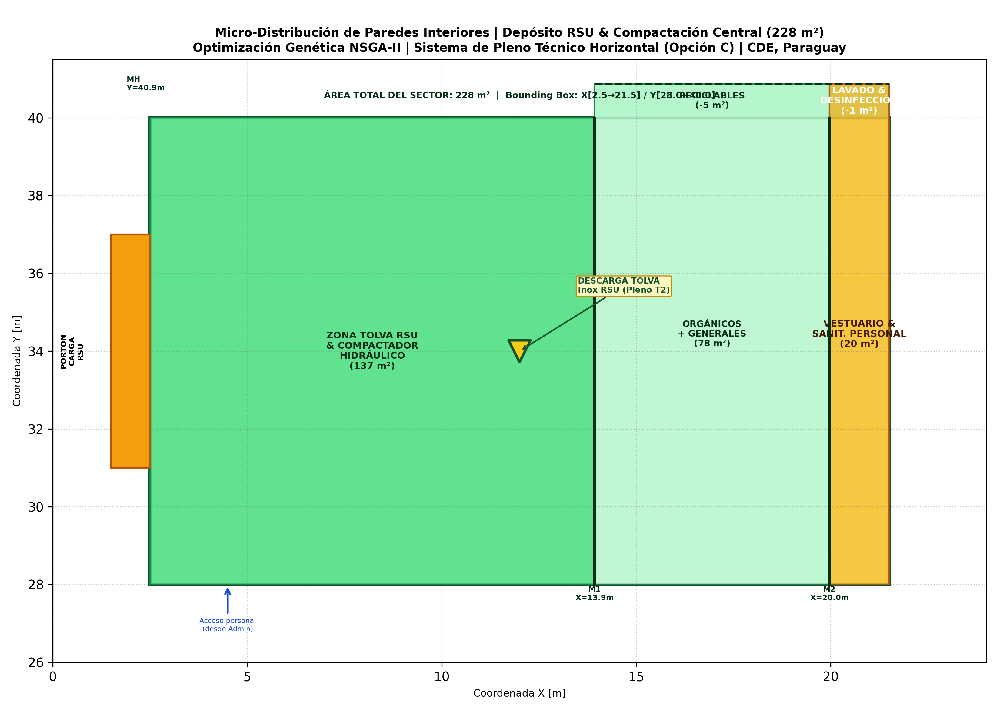 Micro-Distribución de Paredes Interiores | Depósito RSU & Compactación Central (228 m²)
Optimización Genética NSGA-II | Sistema de Pleno Técnico Horizontal (Opción C) | CDE, Paraguay
MH
Y=40.9m
ÁREA TOTAL DEL SECTOR: 228 m² | Bounding Box: X[2.5→21.5] / Y[28.0→40.0]
RECICLABLES
(-5 m²)
LAVADO &
DESINFECCIÓ
(-1 m²)
40
38
36
34
32
30
28
26
Coordenada Y [m]
PORTÓN
CARGA
RSU
DESCARGA TOLVA
Inox RSU (Pleno T2)
ZONA TOLVA RSU
& COMPACTADOR
HIDRÁULICO
(137 m²)
ORGÁNICOS
+ GENERALES
(78 m²)
VESTUARIO &
SANIT. PERSONAL
(20 m²)
M1
X=13.9m
M2
X=20.0m
Acceso personal
(desde Admin)
0
5
10
15
20
Coordenada X [m]